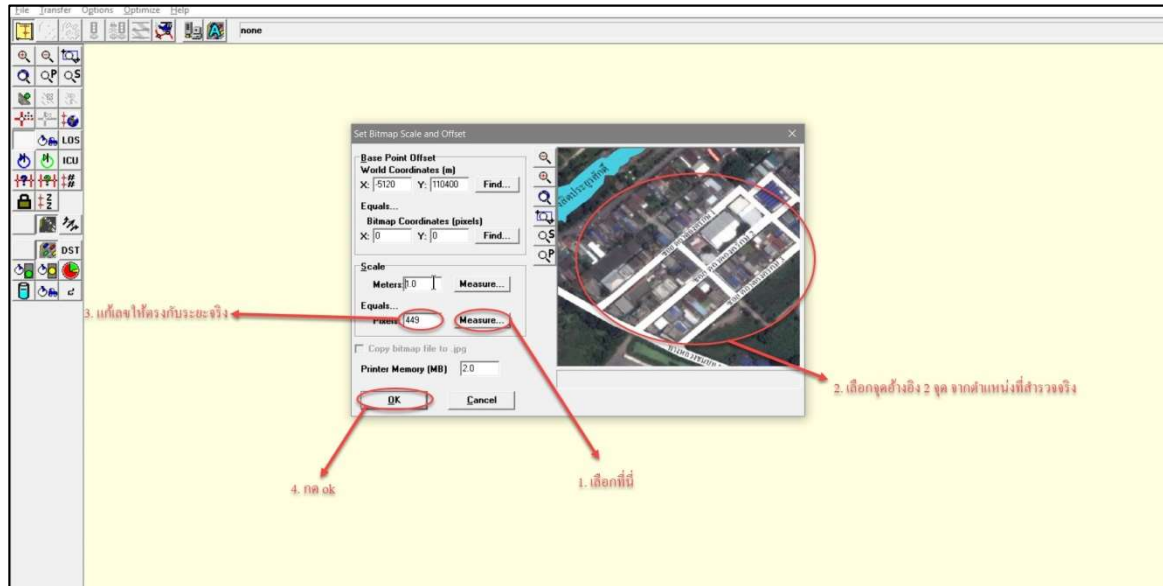 File Transfer Options Optimize Help
none
LOS
ICU
DST
Set Bitmap Scale and Offset
Base Point Offset
World Coordinates (m)
X: -5120 Y: 110400 Find...
Equals...
Bitmap Coordinates (pixels)
X: 0 Y: 0 Find...
Scale
Meters: 1.0 Measure...
Equals...
Pixels: 449 Measure...
Copy bitmap file to .jpg
Printer Memory (MB) 2.0
OK Cancel
3. แก้เลขให้ตรงกับระยะจริง
2. เลือกจุดอ้างอิง 2 จุด จากตำแหน่งที่สำรวจจริง
4. กด ok
1. เลือกที่นี่